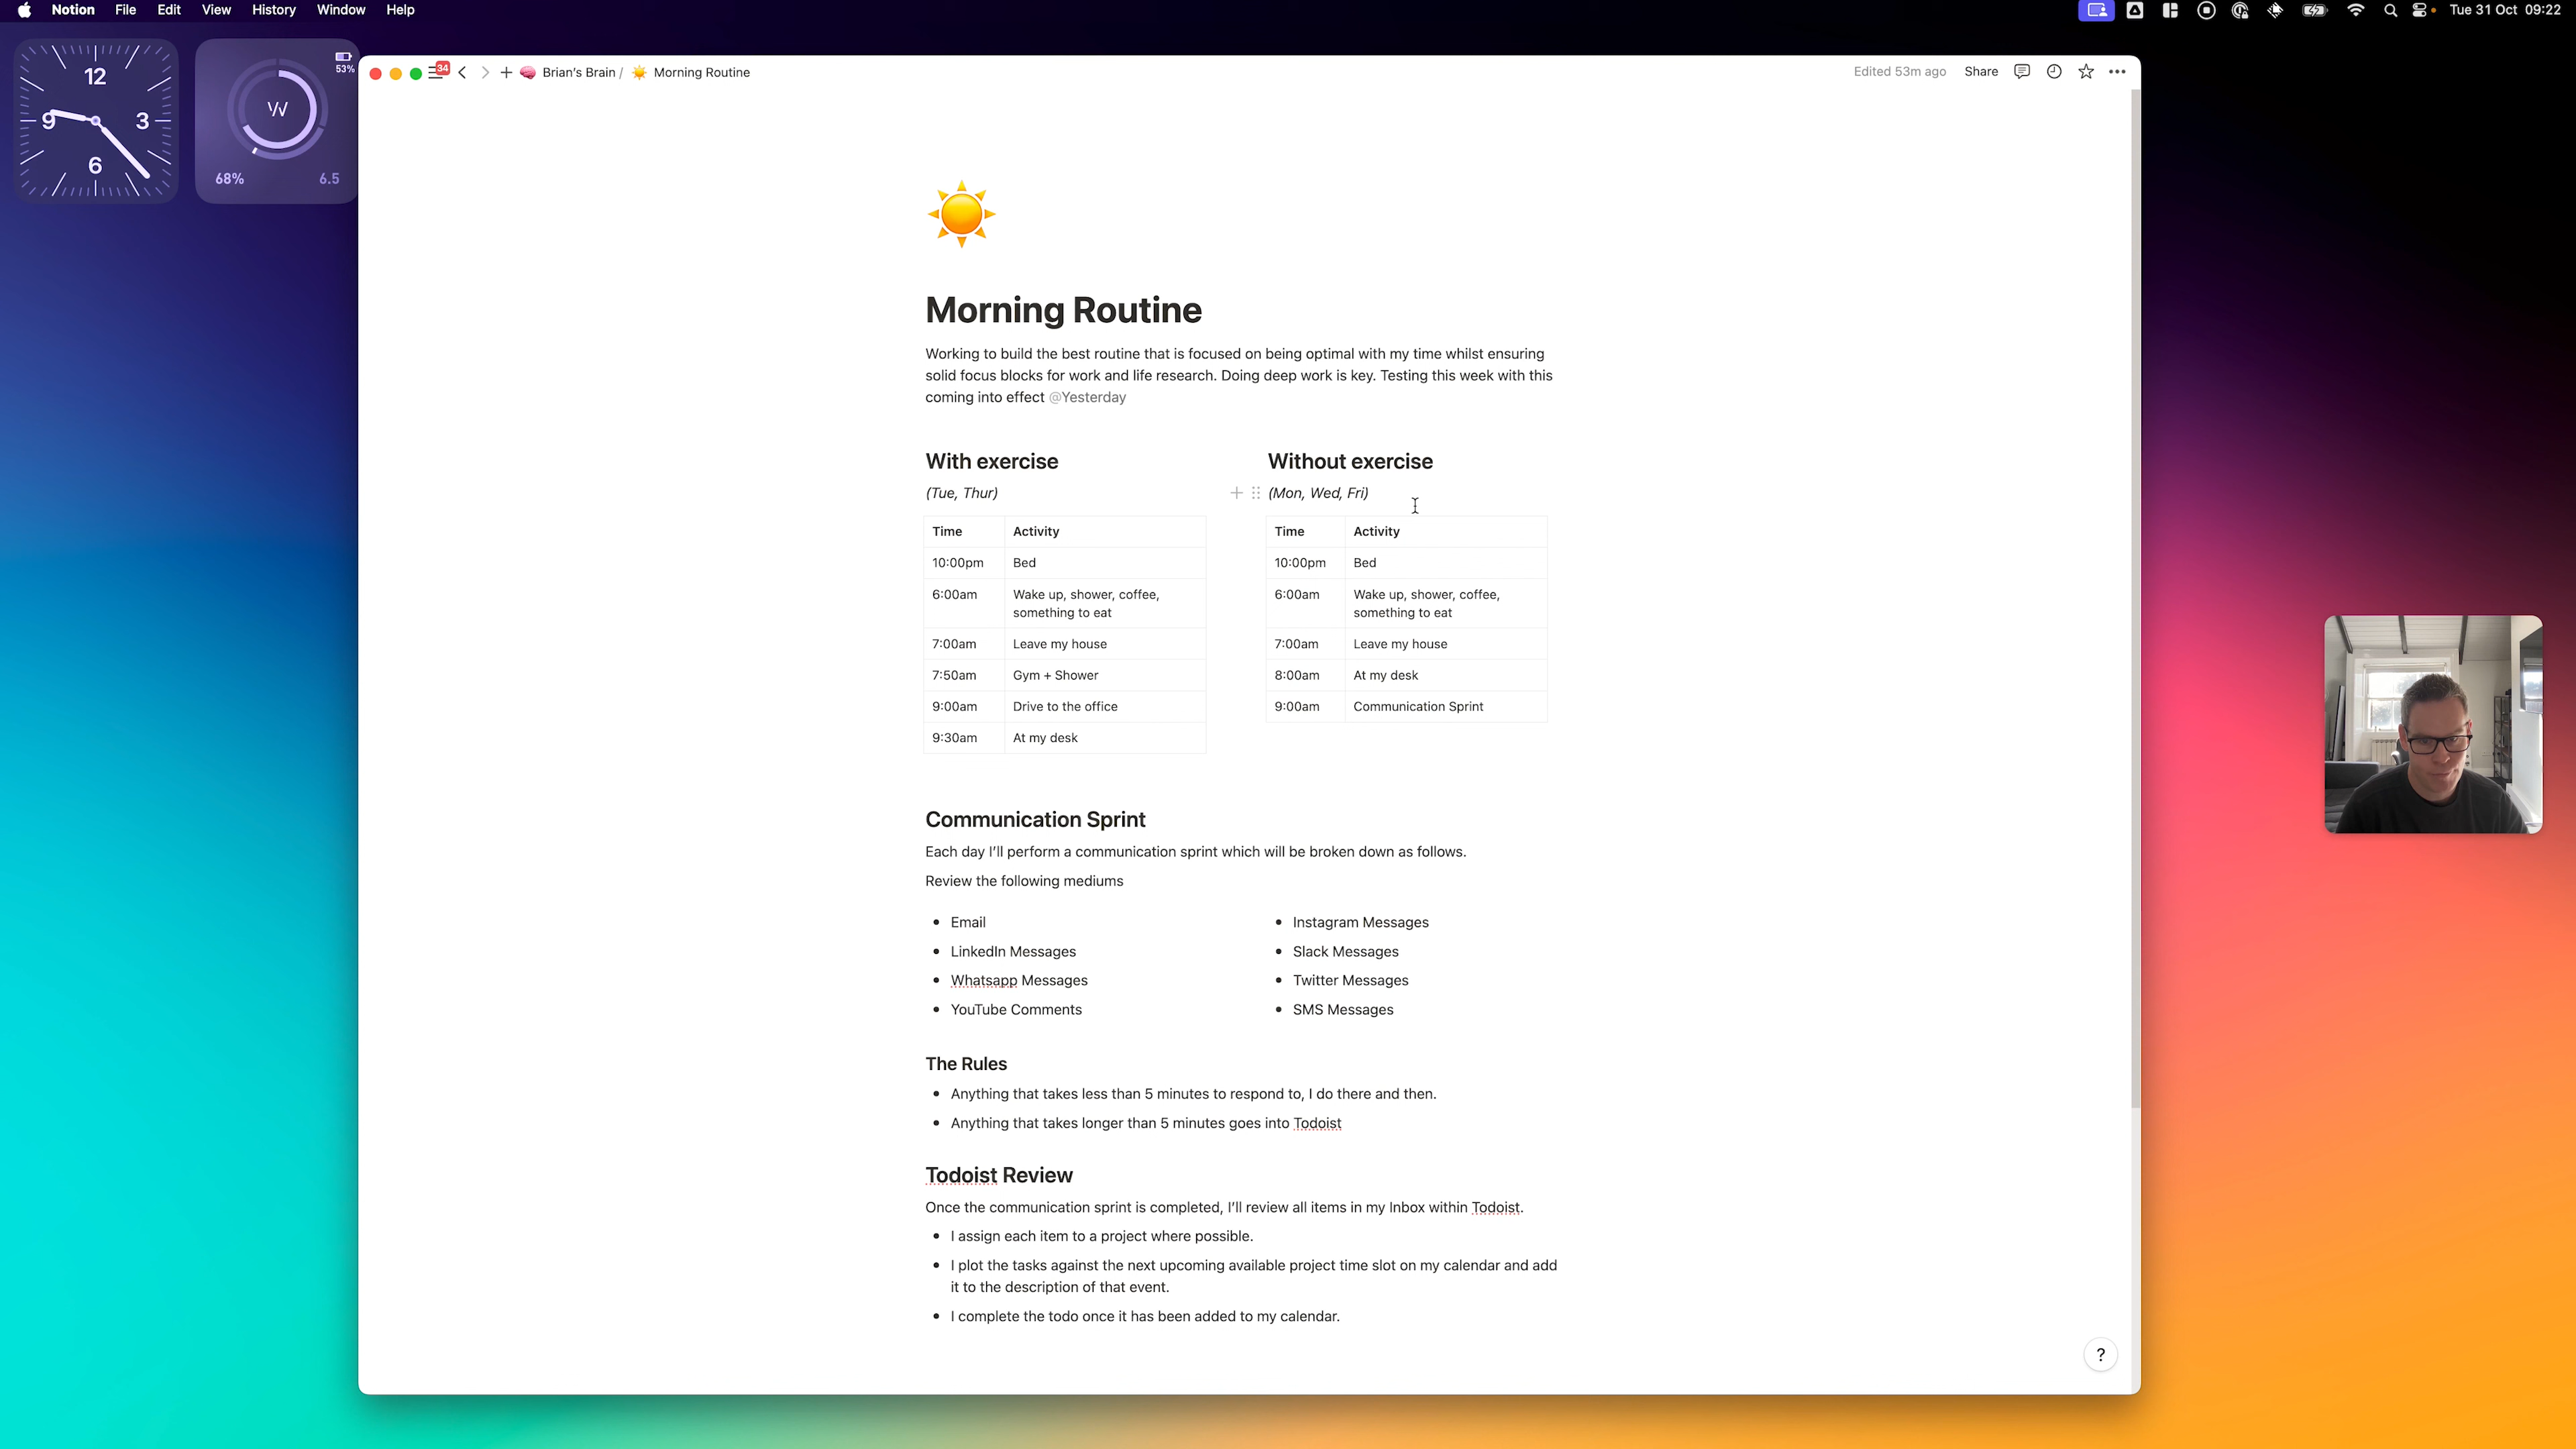 Notion File Edit View History Window Help
Tue 31 Oct 09:22
12
9
3
6
53%
68%
6.5
34
Brian's Brain / Morning Routine
Edited 53m ago
Share
Morning Routine
Working to build the best routine that is focused on being optimal with my time whilst ensuring
solid focus blocks for work and life research. Doing deep work is key. Testing this week with this
coming into effect @Yesterday
With exercise
(Tue, Thur)
Time Activity
10:00pm Bed
6:00am Wake up, shower, coffee,
something to eat
7:00am Leave my house
7:50am Gym + Shower
9:00am Drive to the office
9:30am At my desk
Without exercise
(Mon, Wed, Fri)
Time Activity
10:00pm Bed
6:00am Wake up, shower, coffee,
something to eat
7:00am Leave my house
8:00am At my desk
9:00am Communication Sprint
Communication Sprint
Each day I'll perform a communication sprint which will be broken down as follows.
Review the following mediums
• Email
• LinkedIn Messages
• Whatsapp Messages
• YouTube Comments
• Instagram Messages
• Slack Messages
• Twitter Messages
• SMS Messages
The Rules
• Anything that takes less than 5 minutes to respond to, I do there and then.
• Anything that takes longer than 5 minutes goes into Todoist
Todoist Review
Once the communication sprint is completed, I'll review all items in my Inbox within Todoist.
• I assign each item to a project where possible.
• I plot the tasks against the next upcoming available project time slot on my calendar and add
it to the description of that event.
• I complete the todo once it has been added to my calendar.
?